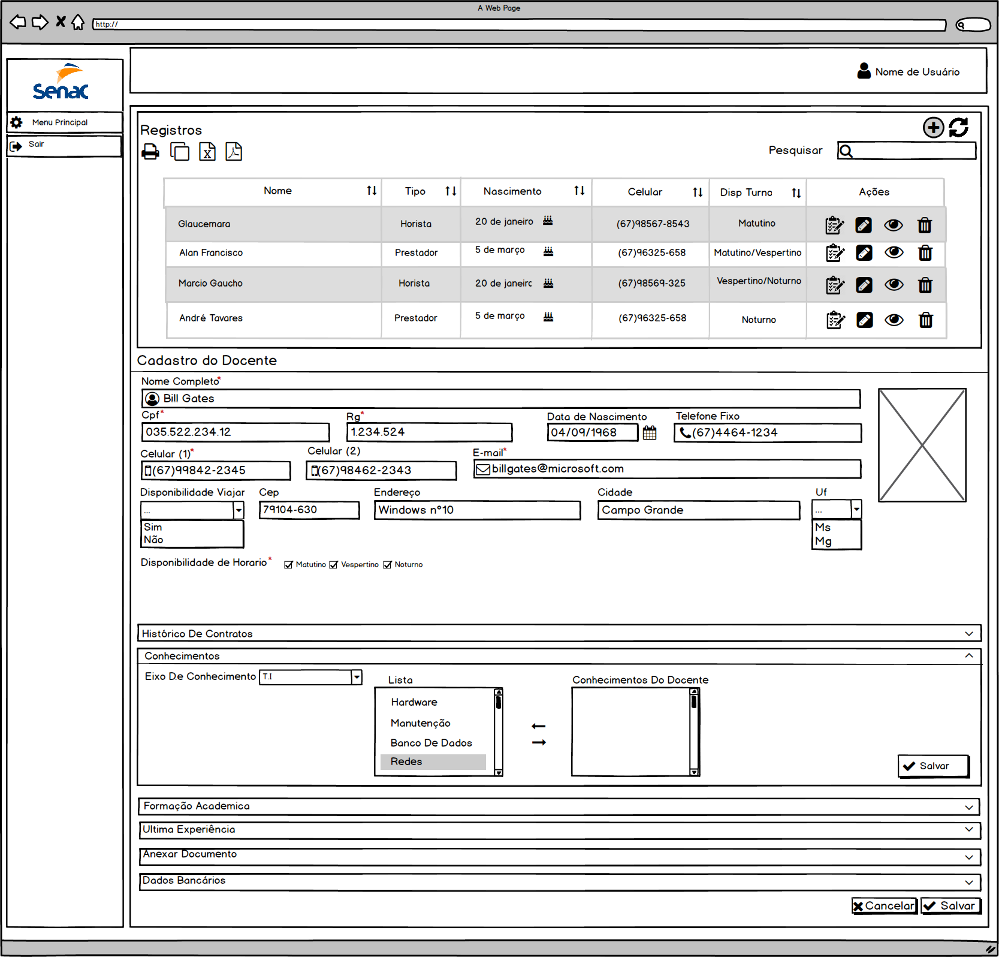 A Web Page
http://
Senac
Nome de Usuário
Menu Principal
Sair
Registros
Pesquisar
Nome Tipo Nascimento Celular Disp Turno Ações
Glaucemara Horista 20 de janeiro (67)98567-8543 Matutino
Alan Francisco Prestador 5 de março (67)96325-658 Matutino/Vespertino
Marcio Gaucho Horista 20 de janeiro (67)98569-325 Vespertino/Noturno
André Tavares Prestador 5 de março (67)96325-658 Noturno
Cadastro do Docente
Nome Completo*
Bill Gates
Cpf* Rg* Data de Nascimento Telefone Fixo
035.522.234.12 1.234.524 04/09/1968 (67)4464-1234
Celular (1)* Celular (2) E-mail*
(67)99842-2345 (67)98462-2343 billgates@microsoft.com
Disponibilidade Viajar Cep Endereço Cidade Uf
... 79104-630 Windows n°10 Campo Grande ...
Sim Ms
Não Mg
Disponibilidade de Horario* Matutino Vespertino Noturno
Histórico De Contratos
Conhecimentos
Eixo D.e Conhecimento T.I
Lista Conhecimentos Do Docente
Hardware
Manutenção
Banco De Dados
Redes
Salvar
Formação Academica
Ultima Experiência
Anexar Documento
Dados Bancários
Cancelar Salvar